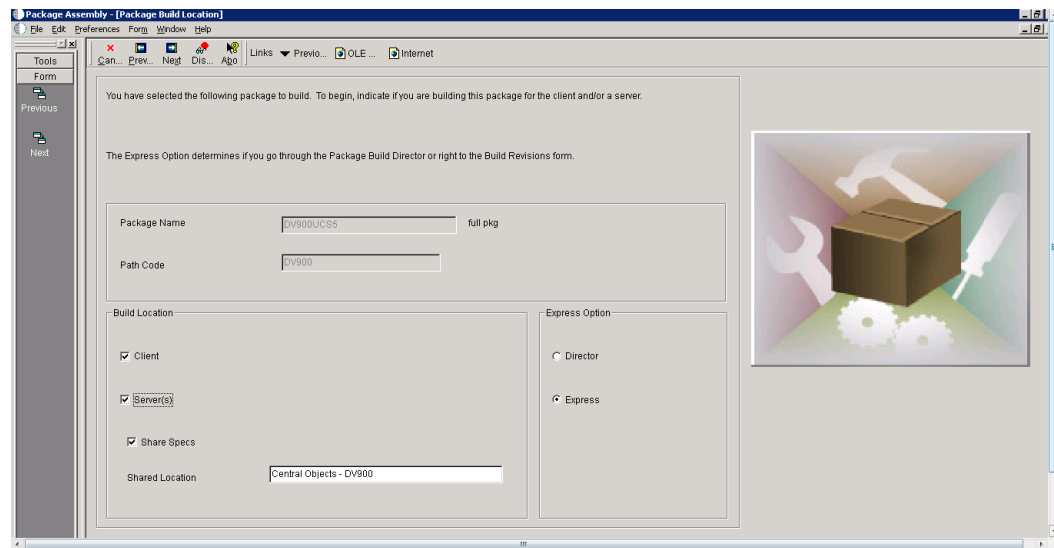 Package Assembly - [Package Build Location]
File Edit Preferences Form Window Help
Tools
Form
Previous
Next
Can... Prev... Next Dis... Abo Links Previo... OLE ... Internet
You have selected the following package to build. To begin, indicate if you are building this package for the client and/or a server.
The Express Option determines if you go through the Package Build Director or right to the Build Revisions form.
Package Name DV900UCS5 full pkg
Path Code DV900
Build Location
Client
Server(s)
Share Specs
Shared Location Central Objects - DV900
Express Option
Director
Express